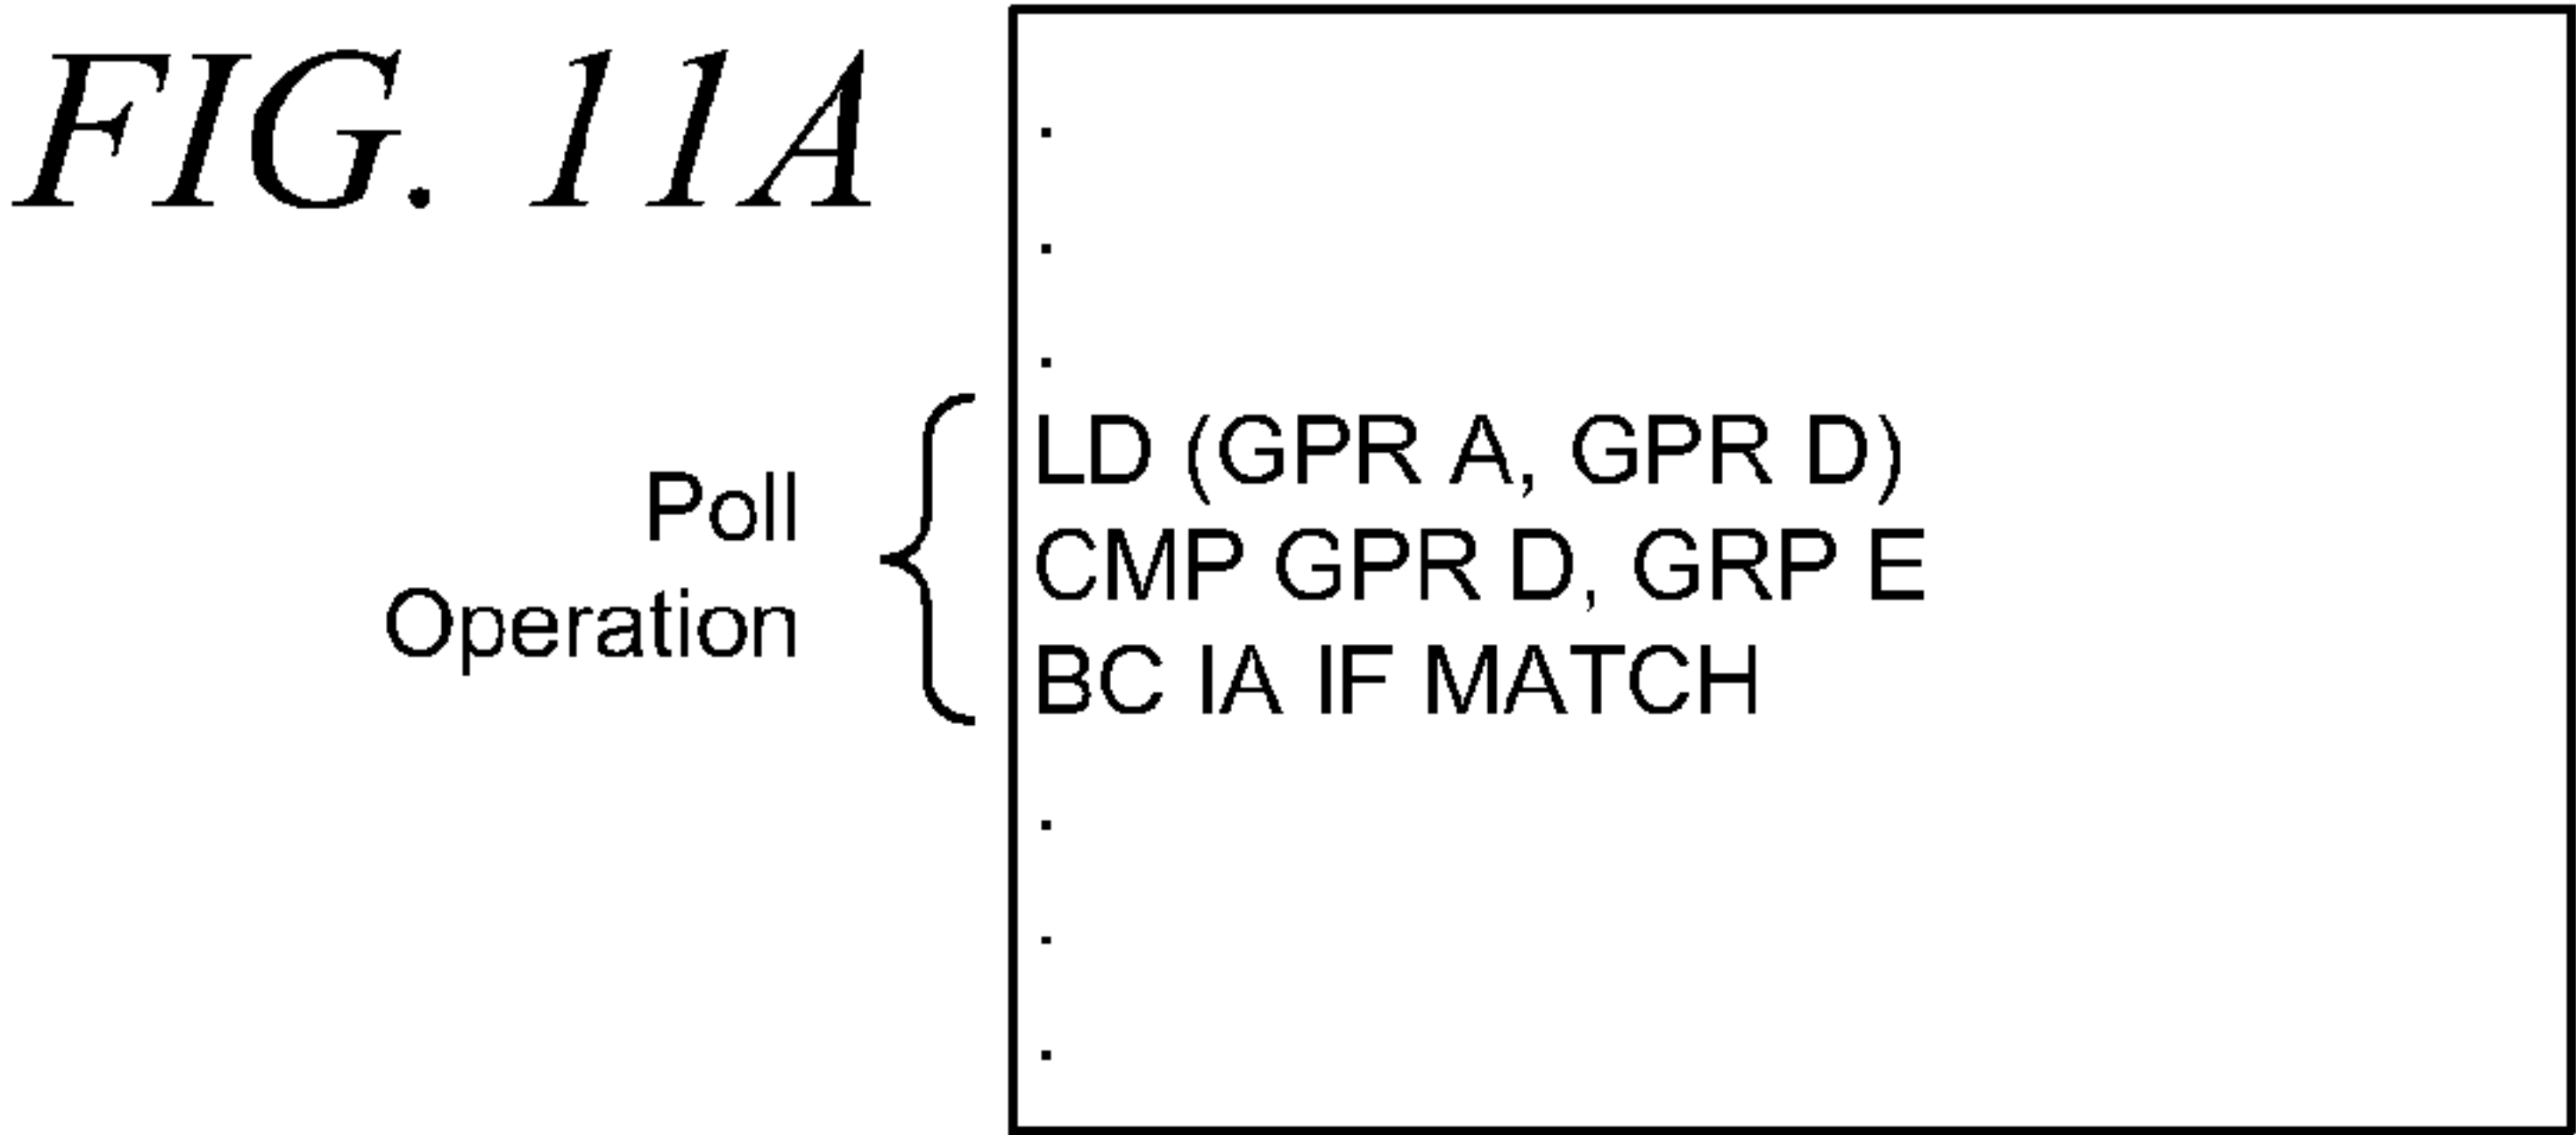 FIG. 11A
.
.
.
Poll
Operation
LD (GPR A, GPR D)
CMP GPR D, GRP E
BC IA IF MATCH
.
.
.